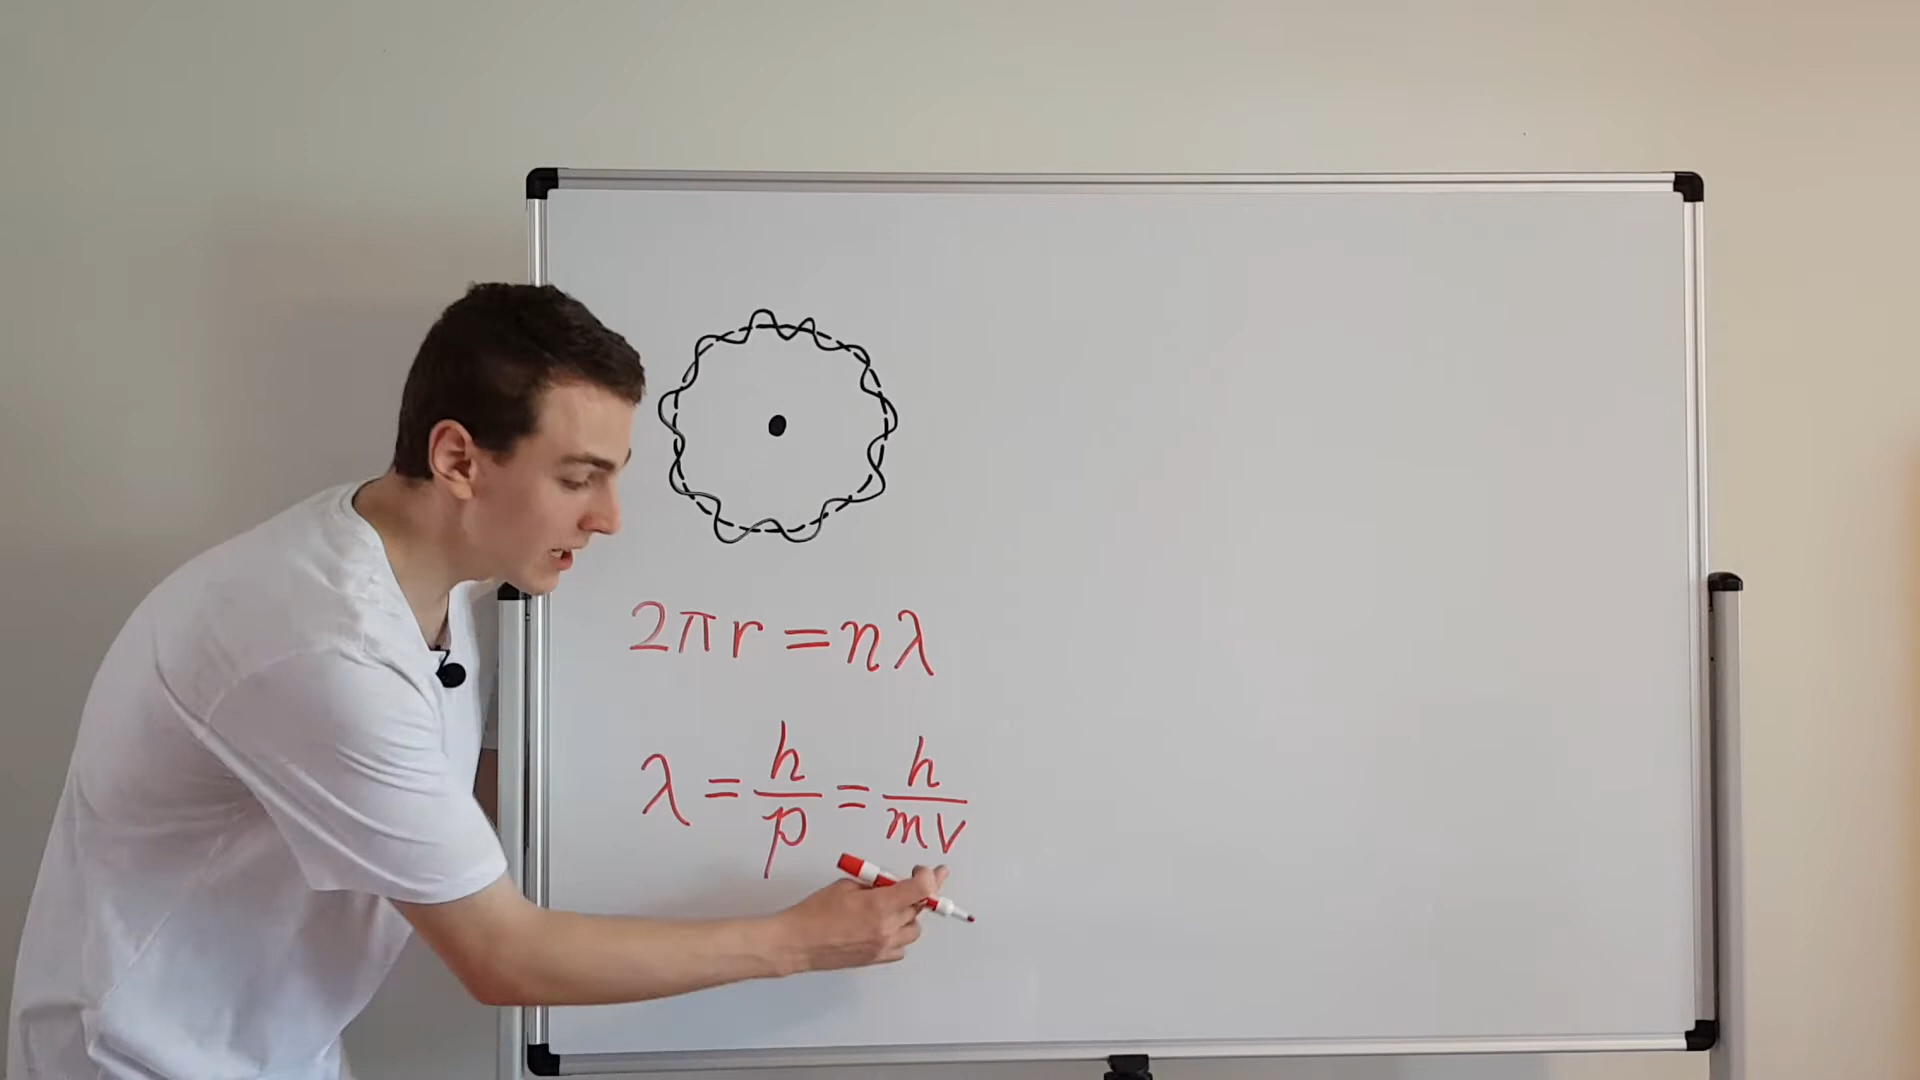 2πr = nλ
λ = h/p = h/mv